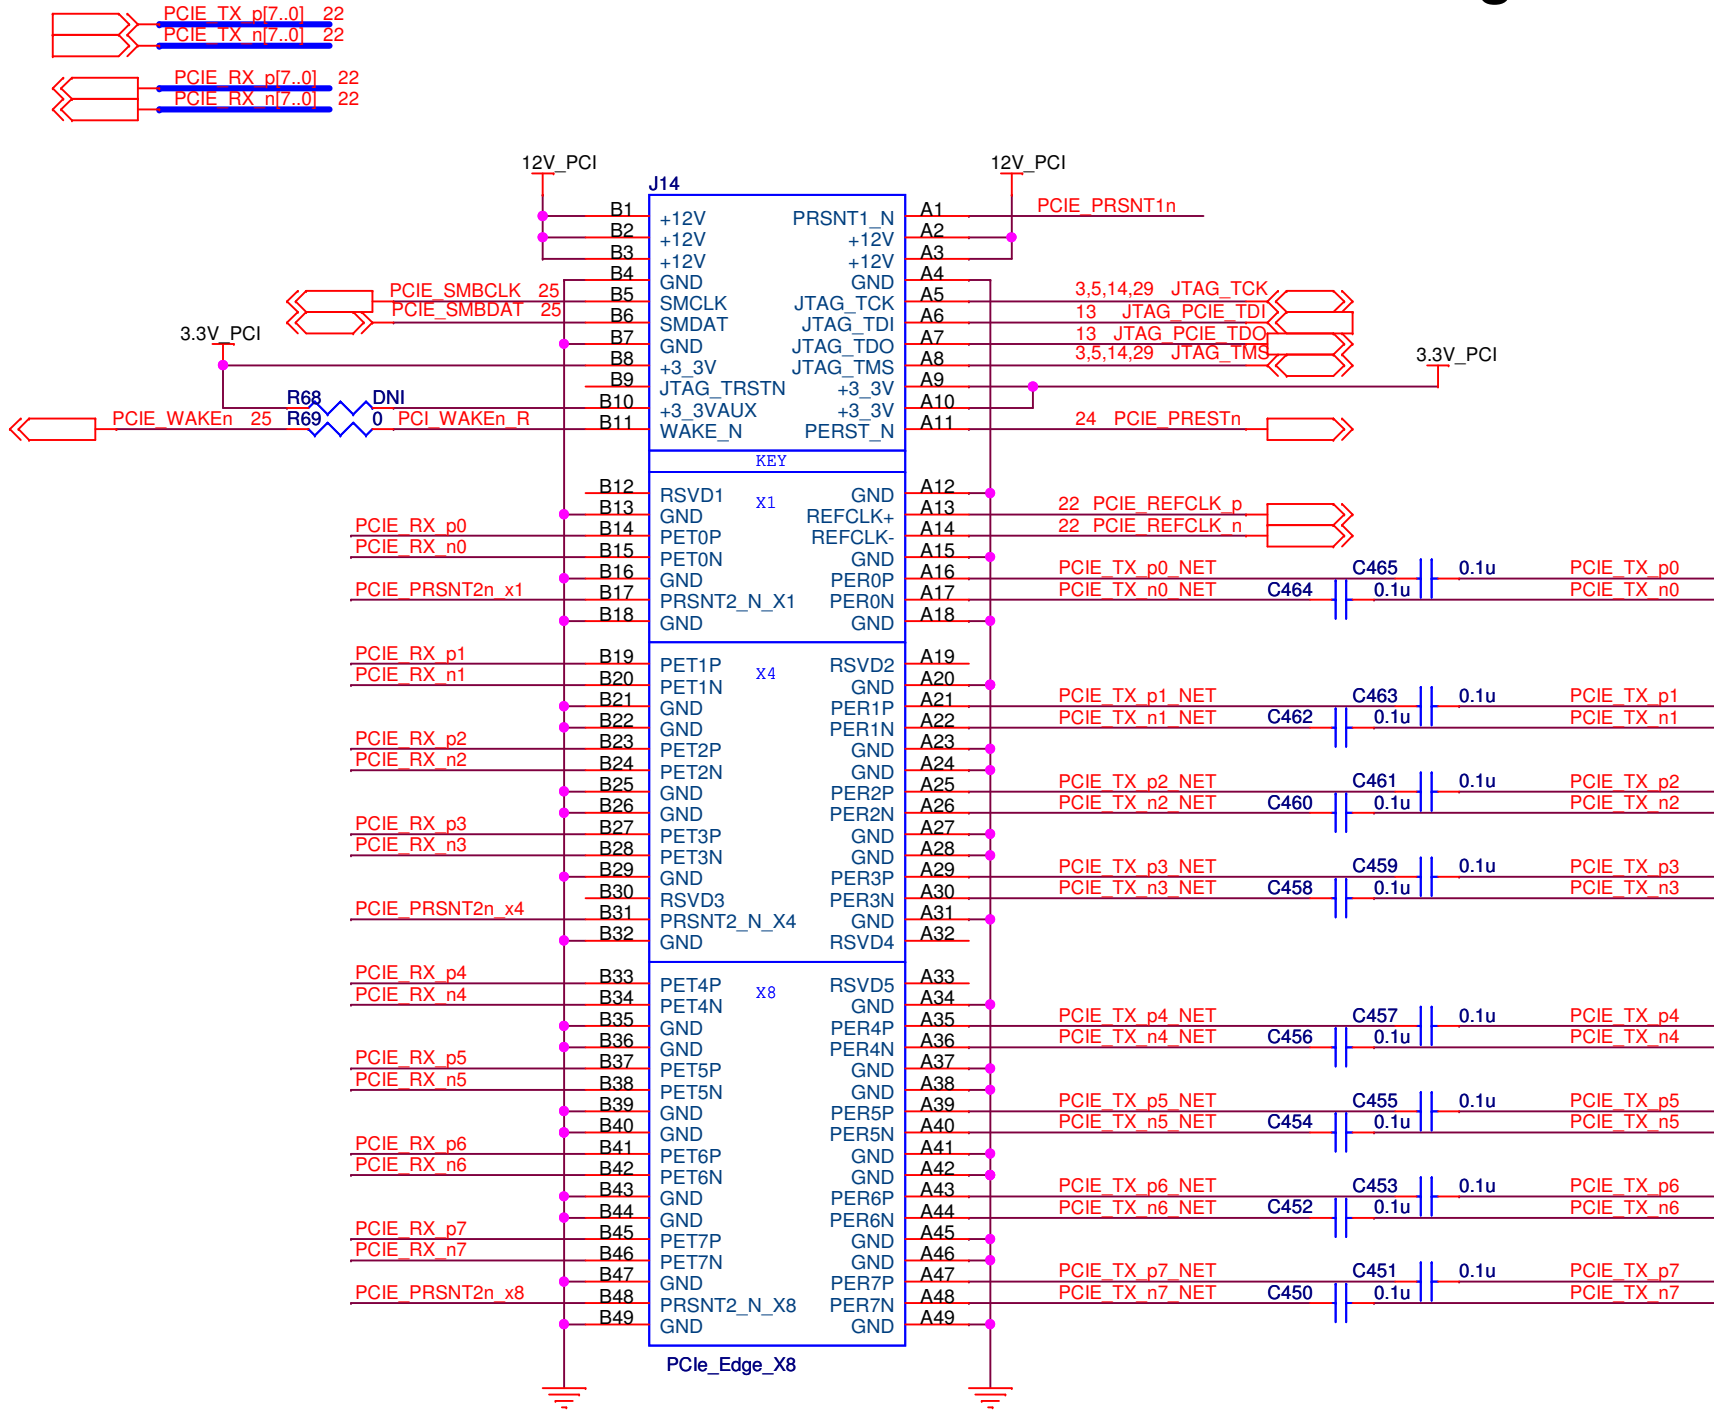 PCIE_TX_p[7..0] 22
PCIE_TX_n[7..0] 22
PCIE_RX_p[7..0] 22
PCIE_RX_n[7..0] 22
12V_PCI 12V_PCI
J14
B1 +12V PRSNT1_N A1 PCIE_PRSNT1n
B2 +12V +12V A2
B3 +12V +12V A3
B4 GND GND A4
PCIE_SMBCLK 25 B5 SMCLK JTAG_TCK A5 3,5,14,29 JTAG_TCK
PCIE_SMBDAT 25 B6 SMDAT JTAG_TDI A6 13 JTAG_PCIE_TDI
3.3V_PCI B7 GND JTAG_TDO A7 13 JTAG_PCIE_TDO
B8 +3_3V JTAG_TMS A8 3,5,14,29 JTAG_TMS 3.3V_PCI
B9 JTAG_TRSTN +3_3V A9
R68 DNI B10 +3_3VAUX +3_3V A10
PCIE_WAKEn 25 R69 0 PCI_WAKEn_R B11 WAKE_N PERST_N A11 24 PCIE_PRESTn
KEY
B12 RSVD1 X1 GND A12
B13 GND REFCLK+ A13 22 PCIE_REFCLK_p
PCIE_RX_p0 B14 PET0P REFCLK- A14 22 PCIE_REFCLK_n
PCIE_RX_n0 B15 PET0N GND A15
B16 GND PER0P A16 PCIE_TX_p0_NET C465 0.1u PCIE_TX_p0
PCIE_PRSNT2n_x1 B17 PRSNT2_N_X1 PER0N A17 PCIE_TX_n0_NET C464 0.1u PCIE_TX_n0
B18 GND GND A18
PCIE_RX_p1 B19 PET1P X4 RSVD2 A19
PCIE_RX_n1 B20 PET1N GND A20
B21 GND PER1P A21 PCIE_TX_p1_NET C463 0.1u PCIE_TX_p1
B22 GND PER1N A22 PCIE_TX_n1_NET C462 0.1u PCIE_TX_n1
PCIE_RX_p2 B23 PET2P GND A23
PCIE_RX_n2 B24 PET2N GND A24
B25 GND PER2P A25 PCIE_TX_p2_NET C461 0.1u PCIE_TX_p2
B26 GND PER2N A26 PCIE_TX_n2_NET C460 0.1u PCIE_TX_n2
PCIE_RX_p3 B27 PET3P GND A27
PCIE_RX_n3 B28 PET3N GND A28
B29 GND PER3P A29 PCIE_TX_p3_NET C459 0.1u PCIE_TX_p3
B30 RSVD3 PER3N A30 PCIE_TX_n3_NET C458 0.1u PCIE_TX_n3
PCIE_PRSNT2n_x4 B31 PRSNT2_N_X4 GND A31
B32 GND RSVD4 A32
PCIE_RX_p4 B33 PET4P X8 RSVD5 A33
PCIE_RX_n4 B34 PET4N GND A34
B35 GND PER4P A35 PCIE_TX_p4_NET C457 0.1u PCIE_TX_p4
B36 GND PER4N A36 PCIE_TX_n4_NET C456 0.1u PCIE_TX_n4
PCIE_RX_p5 B37 PET5P GND A37
PCIE_RX_n5 B38 PET5N GND A38
B39 GND PER5P A39 PCIE_TX_p5_NET C455 0.1u PCIE_TX_p5
B40 GND PER5N A40 PCIE_TX_n5_NET C454 0.1u PCIE_TX_n5
PCIE_RX_p6 B41 PET6P GND A41
PCIE_RX_n6 B42 PET6N GND A42
B43 GND PER6P A43 PCIE_TX_p6_NET C453 0.1u PCIE_TX_p6
B44 GND PER6N A44 PCIE_TX_n6_NET C452 0.1u PCIE_TX_n6
PCIE_RX_p7 B45 PET7P GND A45
PCIE_RX_n7 B46 PET7N GND A46
B47 GND PER7P A47 PCIE_TX_p7_NET C451 0.1u PCIE_TX_p7
PCIE_PRSNT2n_x8 B48 PRSNT2_N_X8 PER7N A48 PCIE_TX_n7_NET C450 0.1u PCIE_TX_n7
B49 GND GND A49
PCIe_Edge_X8